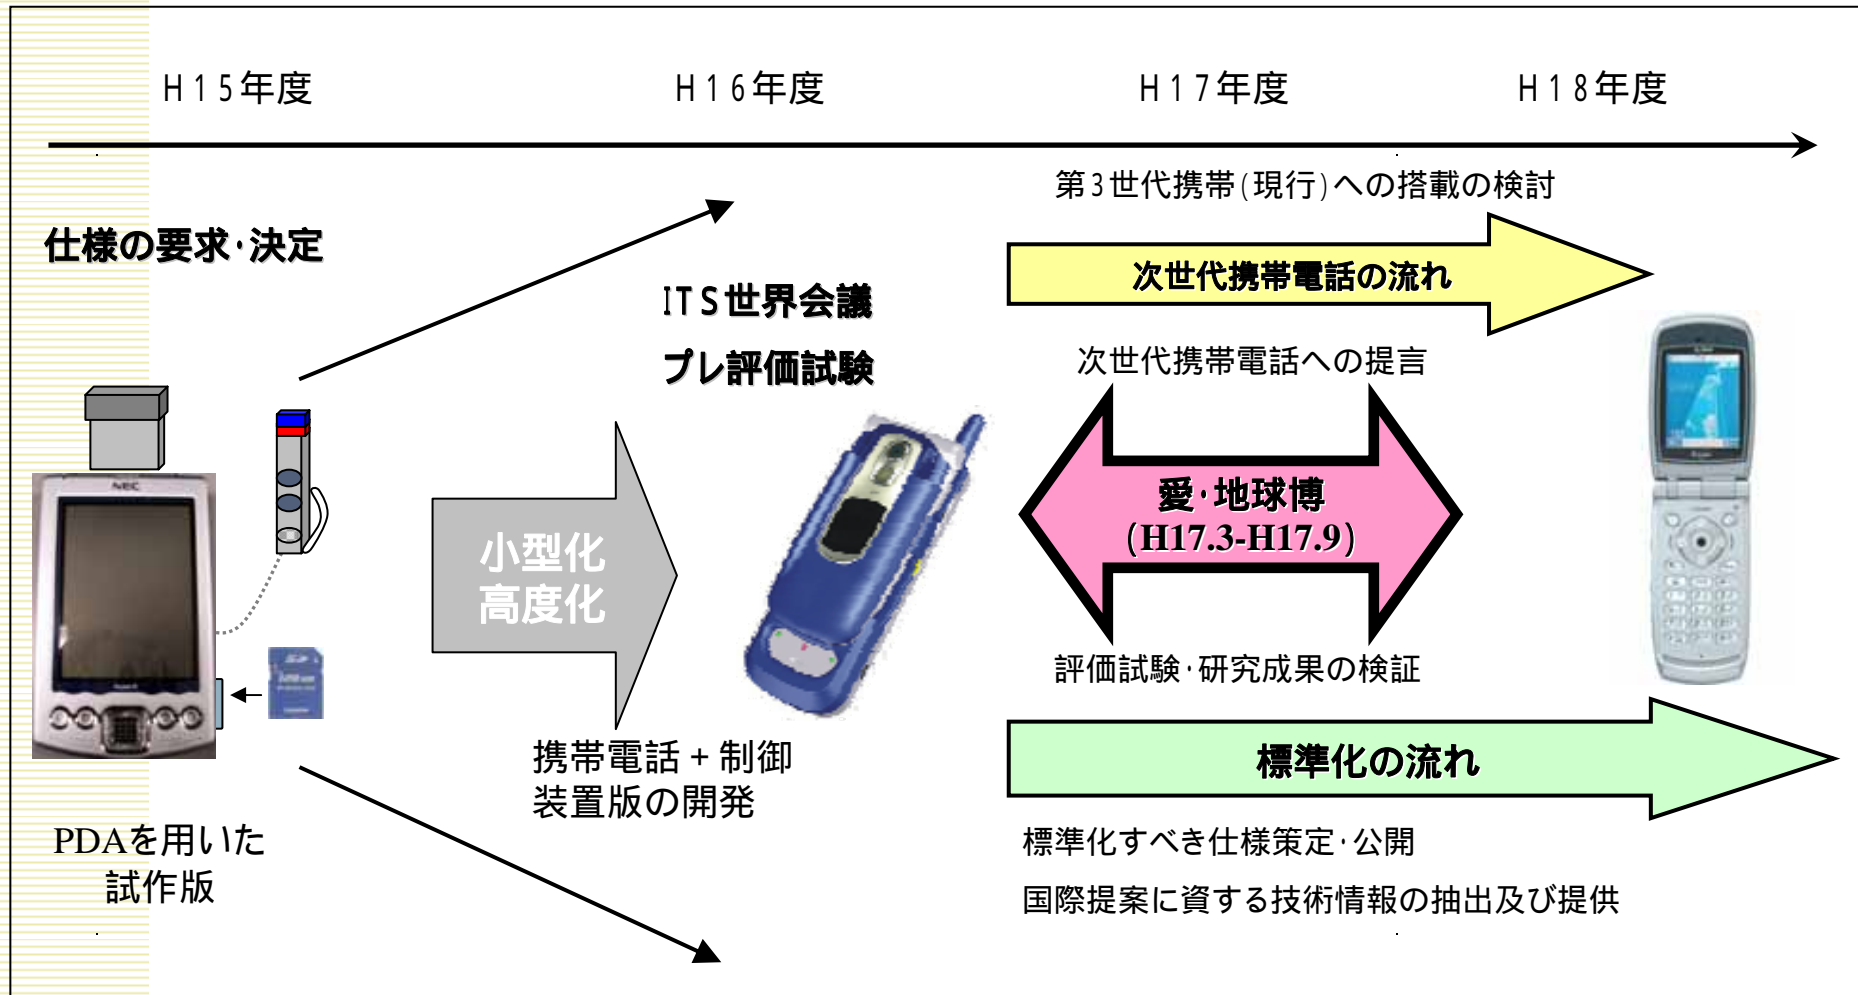 H15年度
H16年度
H17年度
H18年度
第3世代携帯(現行)への搭載の検討
仕様の要求・決定
次世代携帯電話の流れ
ITS世界会議
プレ評価試験
次世代携帯電話への提言
NEC
愛・地球博
(H17.3-H17.9)
小型化
高度化
評価試験・研究成果の検証
携帯電話+制御
装置版の開発
標準化の流れ
PDAを用いた
試作版
標準化すべき仕様策定・公開
国際提案に資する技術情報の抽出及び提供